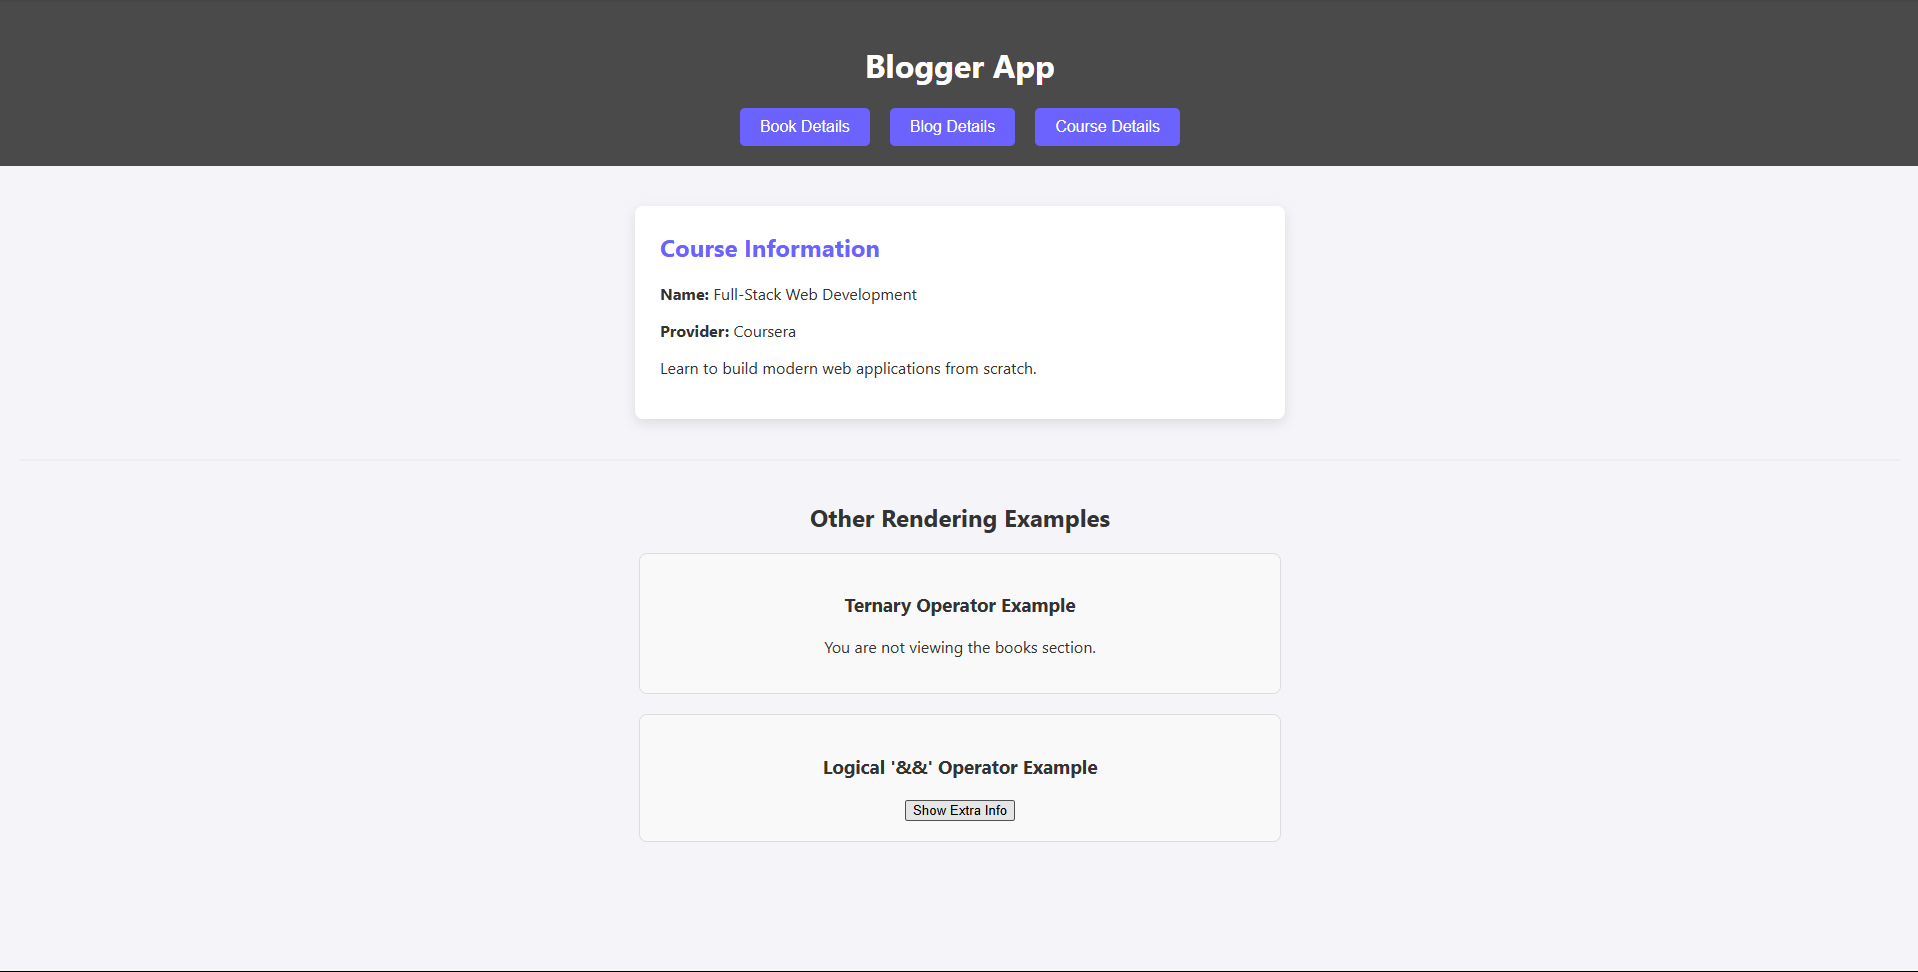 Blogger App
Book Details Blog Details Course Details
Course Information
Name: Full-Stack Web Development
Provider: Coursera
Learn to build modern web applications from scratch.
Other Rendering Examples
Ternary Operator Example
You are not viewing the books section.
Logical '&&' Operator Example
Show Extra Info